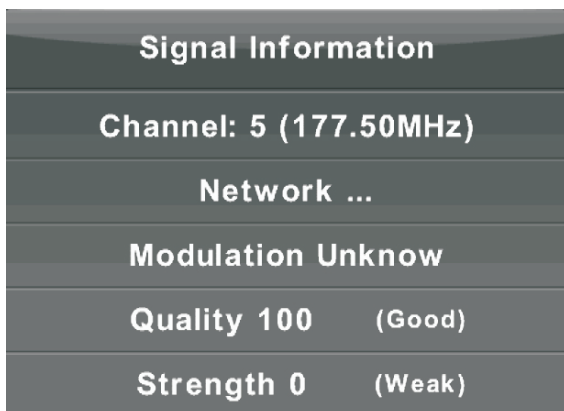 Signal Information
Channel: 5 (177.50MHz)
Network ...
Modulation Unknow
Quality 100 (Good)
Strength 0 (Weak)